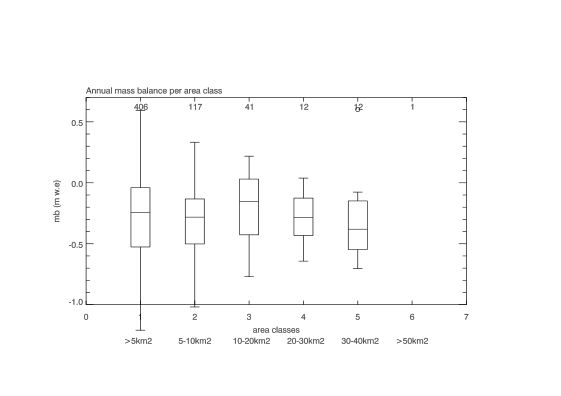 Annual mass balance per area class
406 117 41 12 12 1
0.5
0.0
-0.5
-1.0
mb (m w.e)
0 1 2 3 4 5 6 7
area classes
>5km2 5-10km2 10-20km2 20-30km2 30-40km2 >50km2